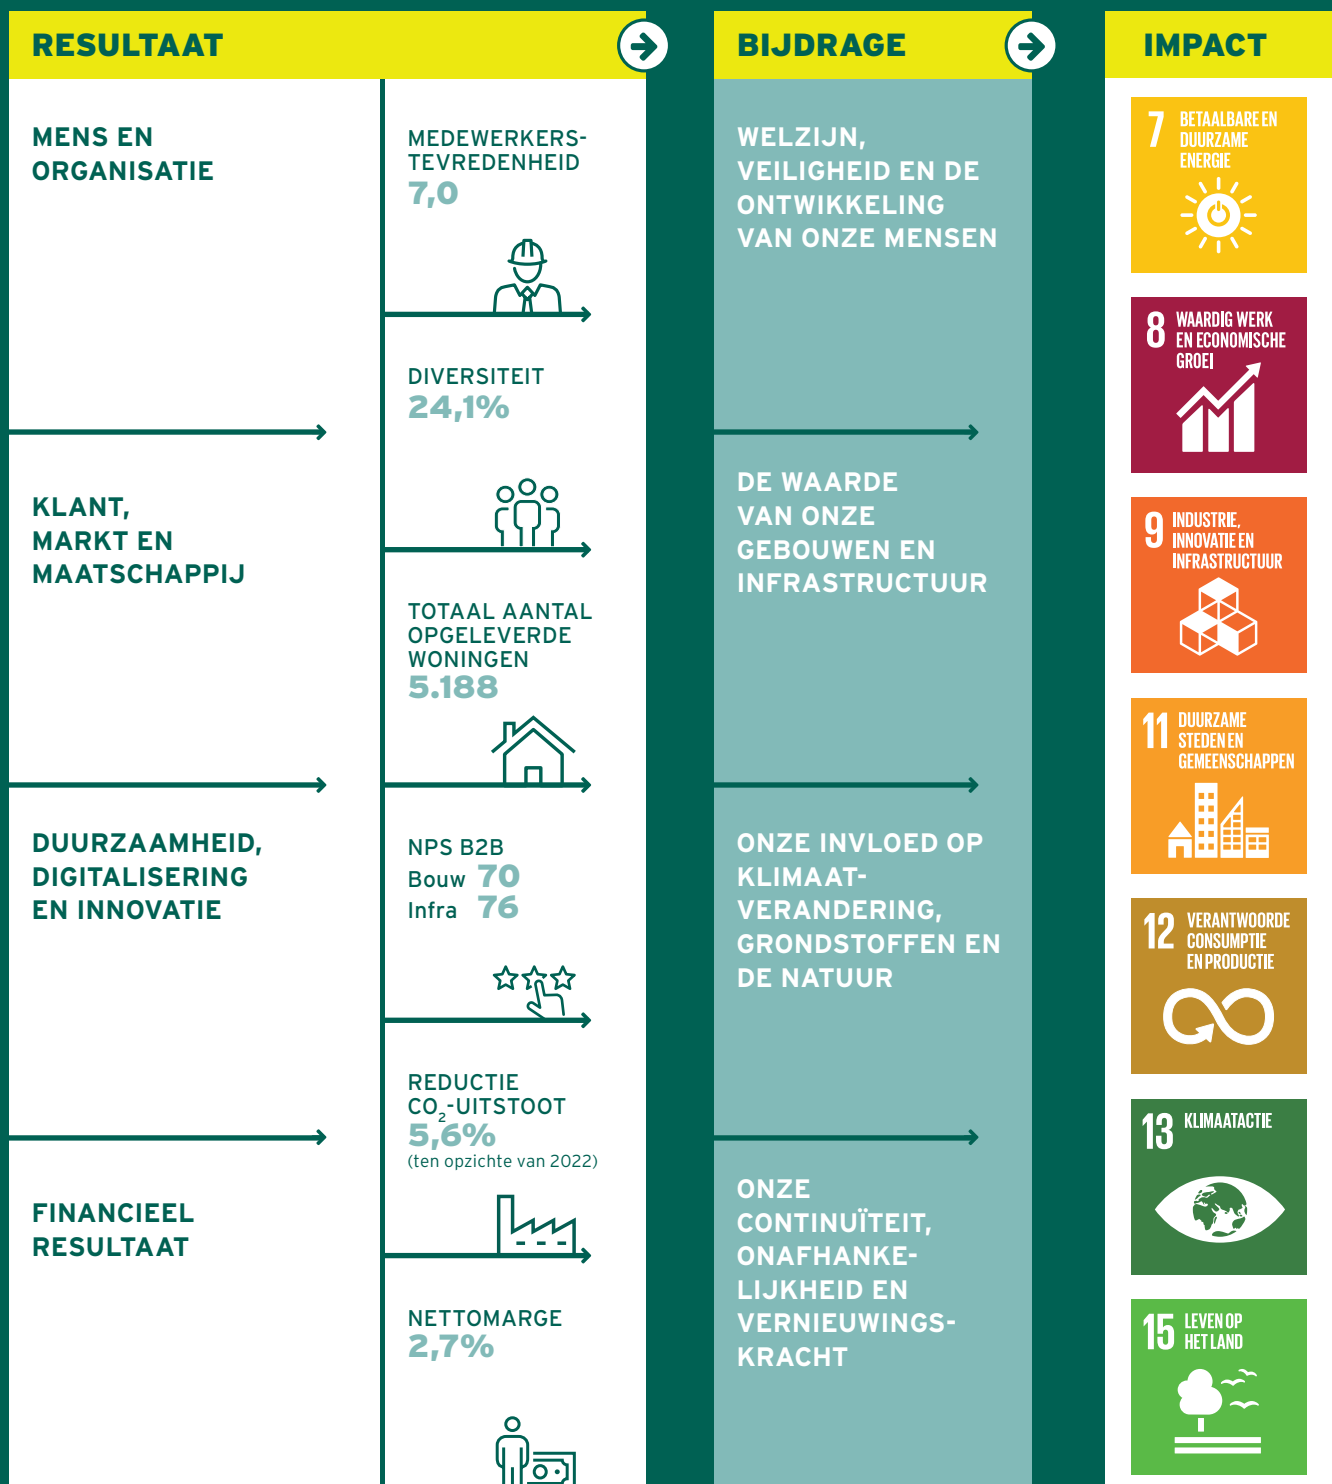 RESULTAAT
MENS EN
ORGANISATIE
KLANT,
MARKT EN
MAATSCHAPPIJ
DUURZAAMHEID,
DIGITALISERING
EN INNOVATIE
FINANCIEEL
RESULTAAT
MEDEWERKERS-
TEVREDENHEID
7,0
DIVERSITEIT
24,1%
TOTAAL AANTAL
OPGELEVERDE
WONINGEN
5.188
NPS B2B
Bouw 70
Infra 76
REDUCTIE
CO₂-UITSTOOT
5,6%
(ten opzichte van 2022)
NETTOMARGE
2,7%
BIJDRAGE
WELZIJN,
VEILIGHEID EN DE
ONTWIKKELING
VAN ONZE MENSEN
DE WAARDE
VAN ONZE
GEBOUWEN EN
INFRASTRUCTUUR
ONZE INVLOED OP
KLIMAAT-
VERANDERING,
GRONDSTOFFEN EN
DE NATUUR
ONZE
CONTINUÏTEIT,
ONAFHANKE-
LIJKHEID EN
VERNIEUWINGS-
KRACHT
IMPACT
7 BETAALBARE EN
DUURZAME
ENERGIE
8 WAARDIG WERK
EN ECONOMISCHE
GROEI
9 INDUSTRIE,
INNOVATIE EN
INFRASTRUCTUUR
11 DUURZAME
STEDEN EN
GEMEENSCHAPPEN
12 VERANTWOORDE
CONSUMPTIE
EN PRODUCTIE
13 KLIMAATACTIE
15 LEVEN OP
HET LAND